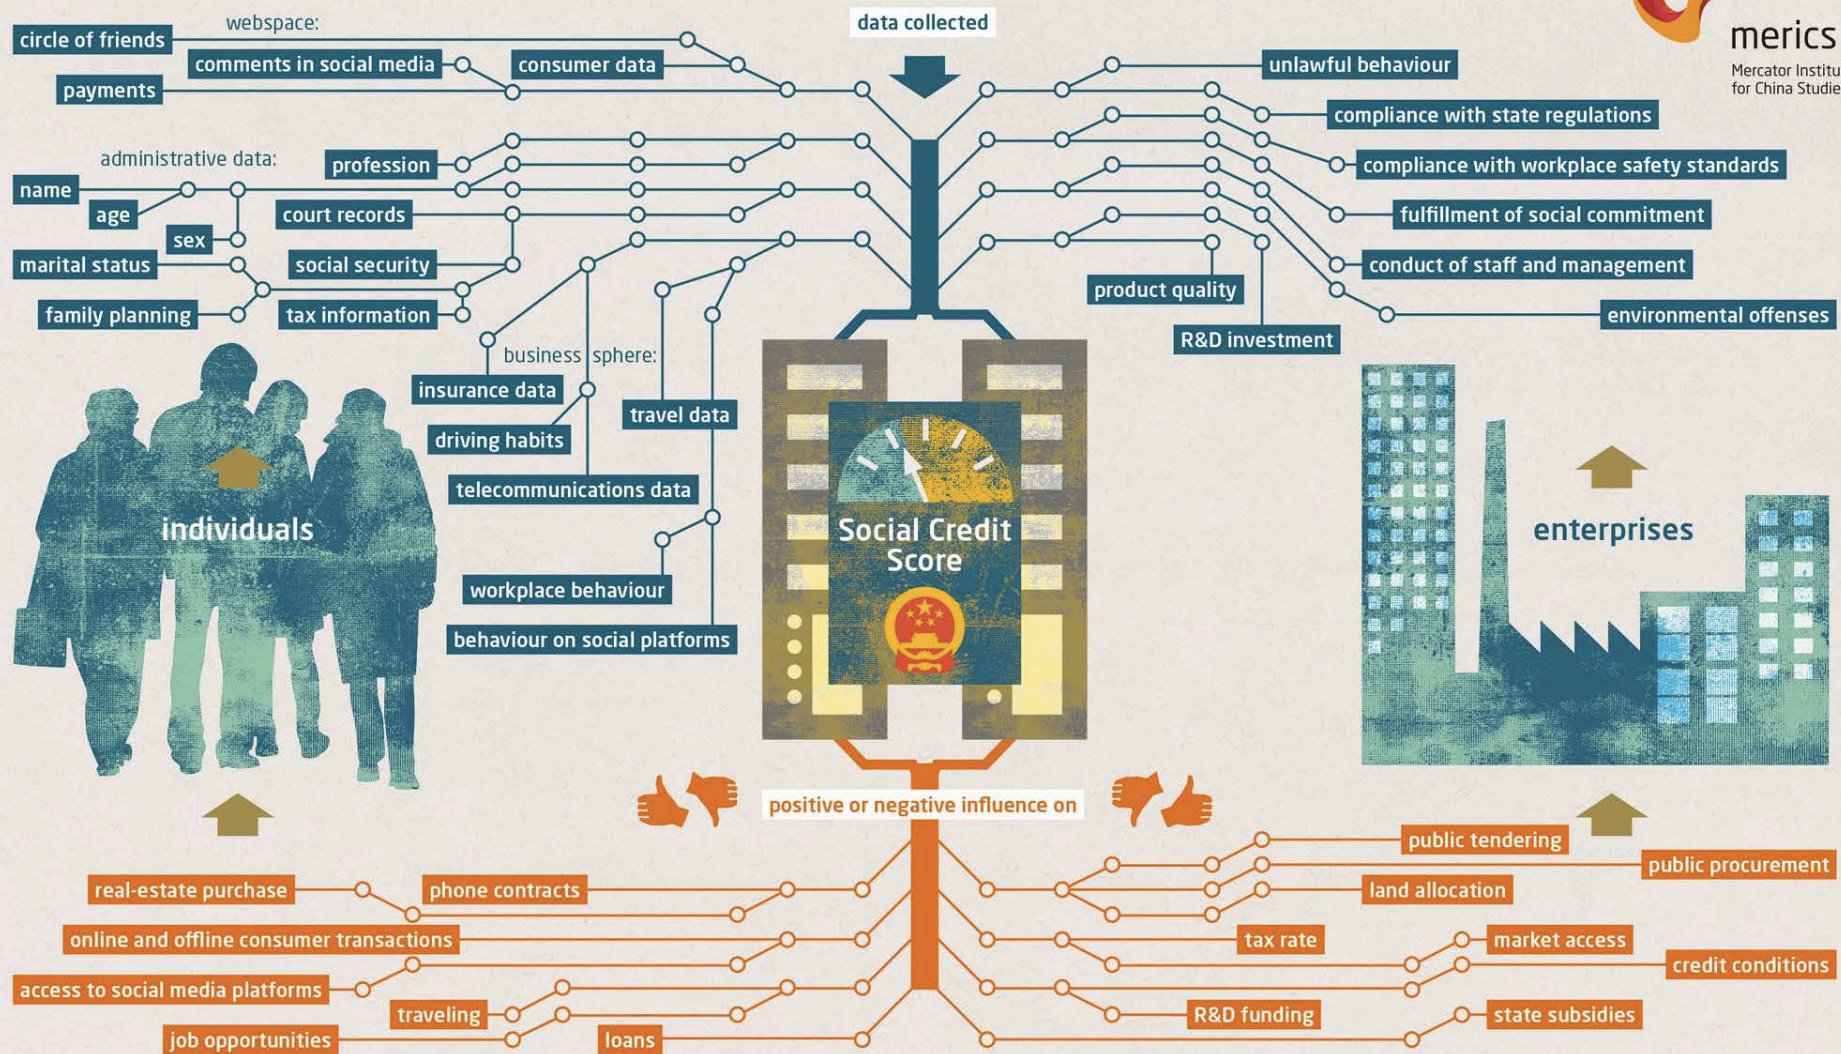 data collected
webspace:
circle of friends
comments in social media
consumer data
payments
administrative data:
profession
name
age
court records
sex
marital status
social security
family planning
tax information
business sphere:
insurance data
travel data
driving habits
telecommunications data
workplace behaviour
behaviour on social platforms
individuals
merics
Mercator Institu
for China Studie
unlawful behaviour
compliance with state regulations
compliance with workplace safety standards
fulfillment of social commitment
conduct of staff and management
product quality
environmental offenses
R&D investment
enterprises
Social Credit
Score
positive or negative influence on
real-estate purchase
phone contracts
online and offline consumer transactions
access to social media platforms
traveling
job opportunities
loans
public tendering
public procurement
land allocation
tax rate
market access
credit conditions
R&D funding
state subsidies